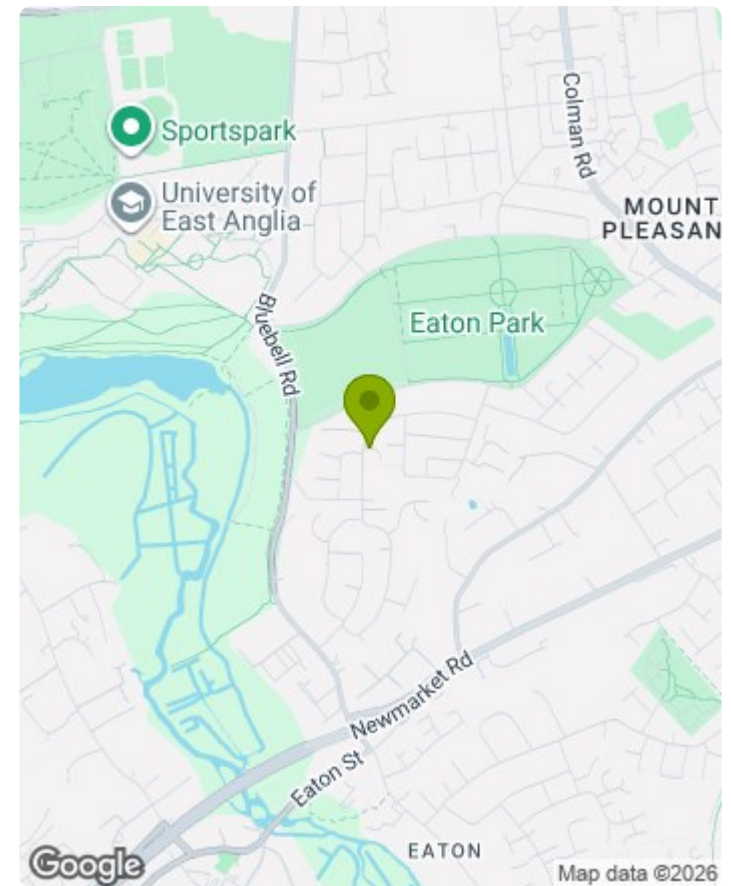 Colman Rd
Sportspark
University of
East Anglia
MOUNT
PLEASAN
Bluebell Rd
Eaton Park
Newmarket Rd
Eaton St
EATON
Google
Map data ©2026